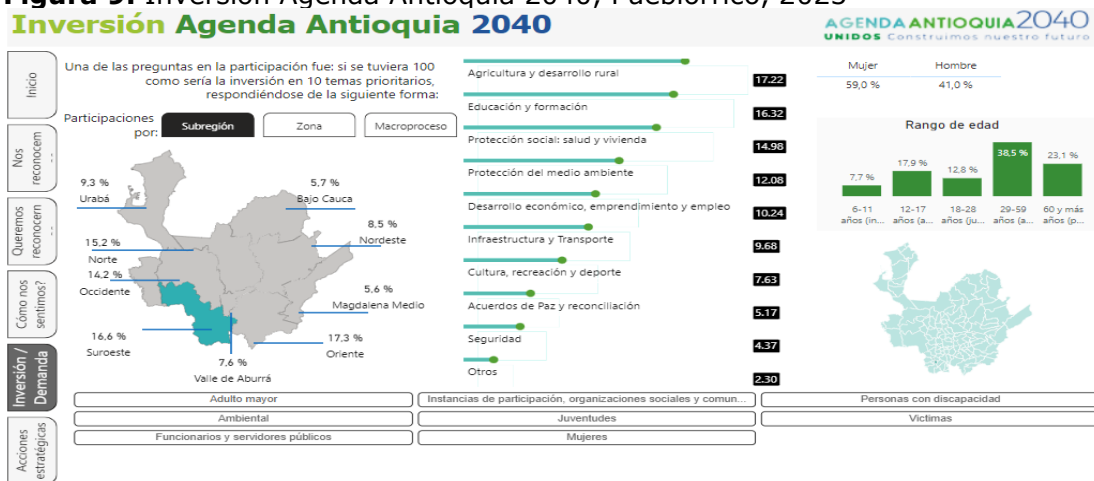 Figura 9. Inversión Agenda Antioquia 2040, Pueblorrico, 2023
Inversión Agenda Antioquia 2040
AGENDA ANTIOQUIA 2040
UNIDOS Construimos nuestro futuro
Inicio
Nos reconocem
Queremos reconocern
Cómo nos sentimos?
Inversión / Demanda
Acciones estratégicas
Una de las preguntas en la participación fue: si se tuviera 100
como sería la inversión en 10 temas prioritarios,
respondiéndose de la siguiente forma:
Participaciones por:
Subregión
Zona
Macroproceso
9,3 %
Urabá
5,7 %
Bajo Cauca
8,5 %
Nordeste
15,2 %
Norte
14,2 %
Occidente
5,6 %
Magdalena Medio
16,6 %
Suroeste
17,3 %
Oriente
7,6 %
Valle de Aburrá
Agricultura y desarrollo rural
17.22
Educación y formación
16.32
Protección social: salud y vivienda
14.98
Protección del medio ambiente
12.08
Desarrollo económico, emprendimiento y empleo
10.24
Infraestructura y Transporte
9.68
Cultura, recreación y deporte
7.63
Acuerdos de Paz y reconciliación
5.17
Seguridad
4.37
Otros
2.30
Mujer Hombre
59,0 % 41,0 %
Rango de edad
7,7 %
17,9 %
12,8 %
38,5 %
23,1 %
6-11
años (in...
12-17
años (a...
18-28
años (ju...
29-59
años (a...
60 y más
años (p...
Adulto mayor
Instancias de participación, organizaciones sociales y comun...
Personas con discapacidad
Ambiental
Juventudes
Victimas
Funcionarios y servidores públicos
Mujeres